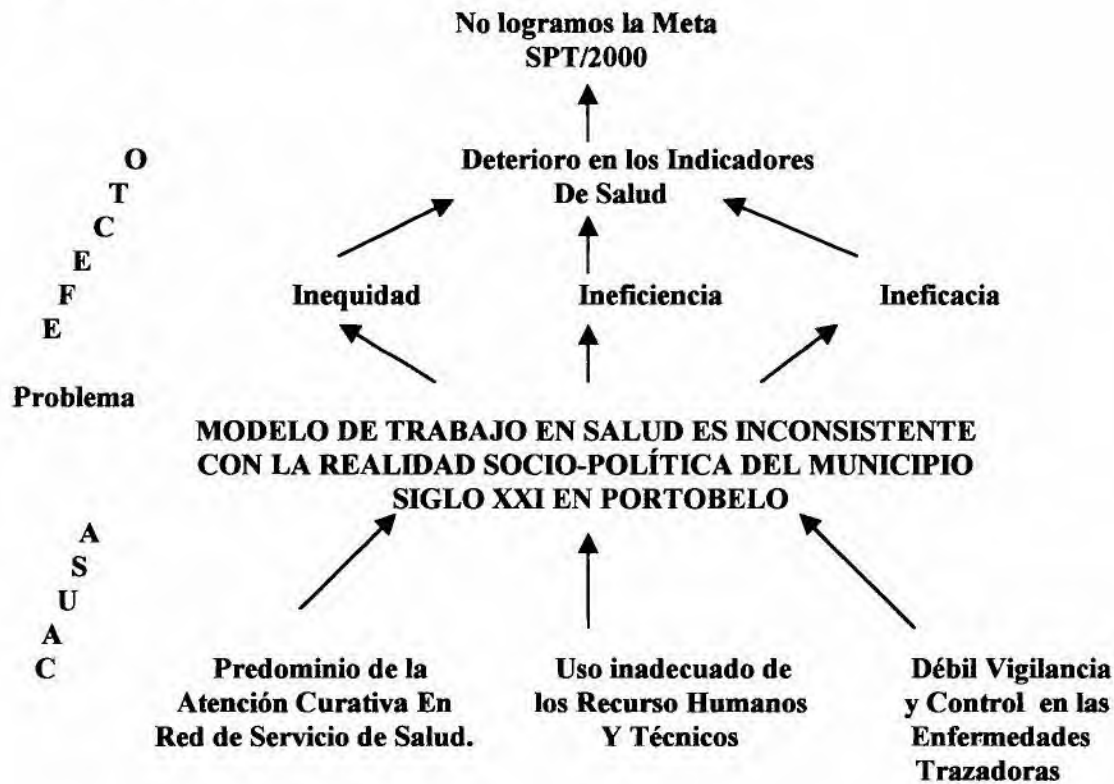 No logramos la Meta
SPT/2000
Deterioro en los Indicadores
De Salud
EFECTO
Inequidad Ineficiencia Ineficacia
Problema
MODELO DE TRABAJO EN SALUD ES INCONSISTENTE
CON LA REALIDAD SOCIO-POLÍTICA DEL MUNICIPIO
SIGLO XXI EN PORTOBELO
CAUSA
Predominio de la
Atención Curativa En
Red de Servicio de Salud.
Uso inadecuado de
los Recurso Humanos
Y Técnicos
Débil Vigilancia
y Control en las
Enfermedades
Trazadoras